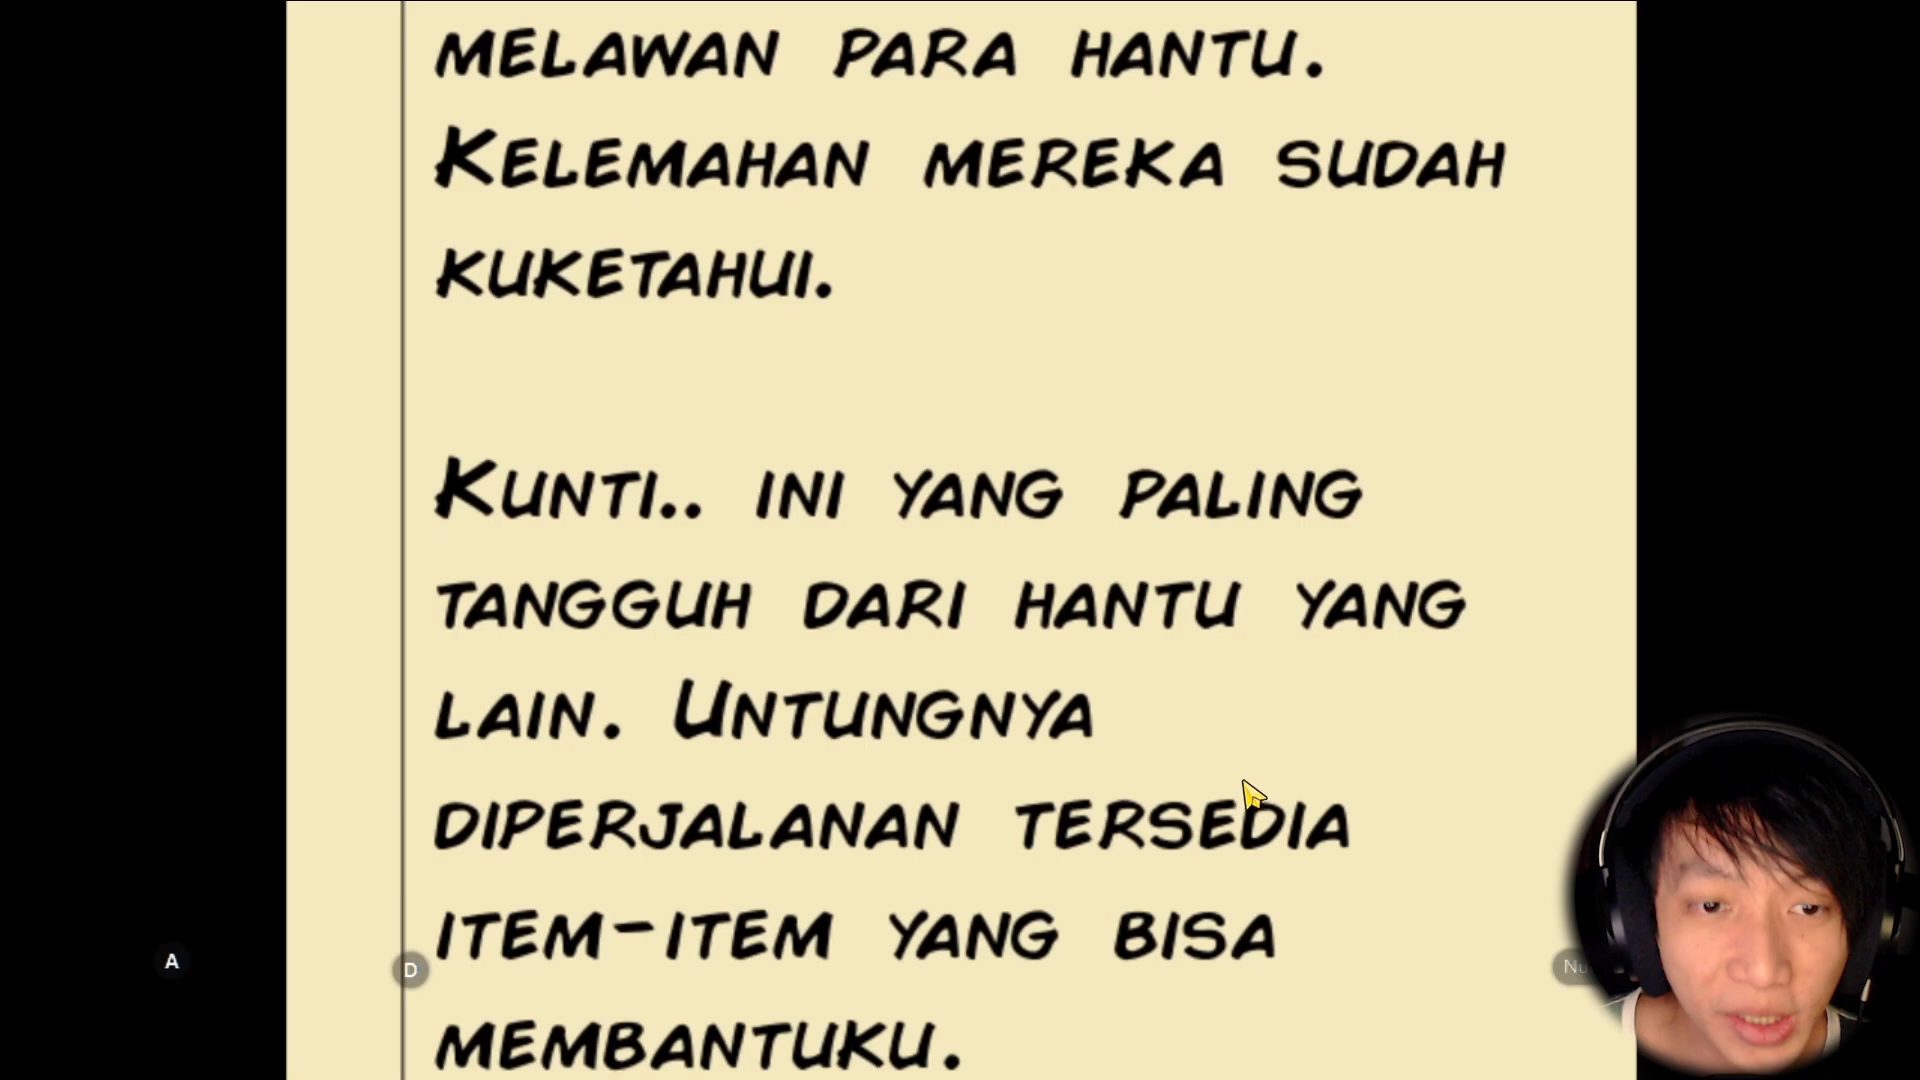 MELAWAN PARA HANTU.
KELEMAHAN MEREKA SUDAH
KUKETAHUI.
KUNTI.. INI YANG PALING
TANGGUH DARI HANTU YANG
LAIN. UNTUNGNYA
DIPERJALANAN TERSEDIA
ITEM-ITEM YANG BISA
MEMBANTUKU.
A
D